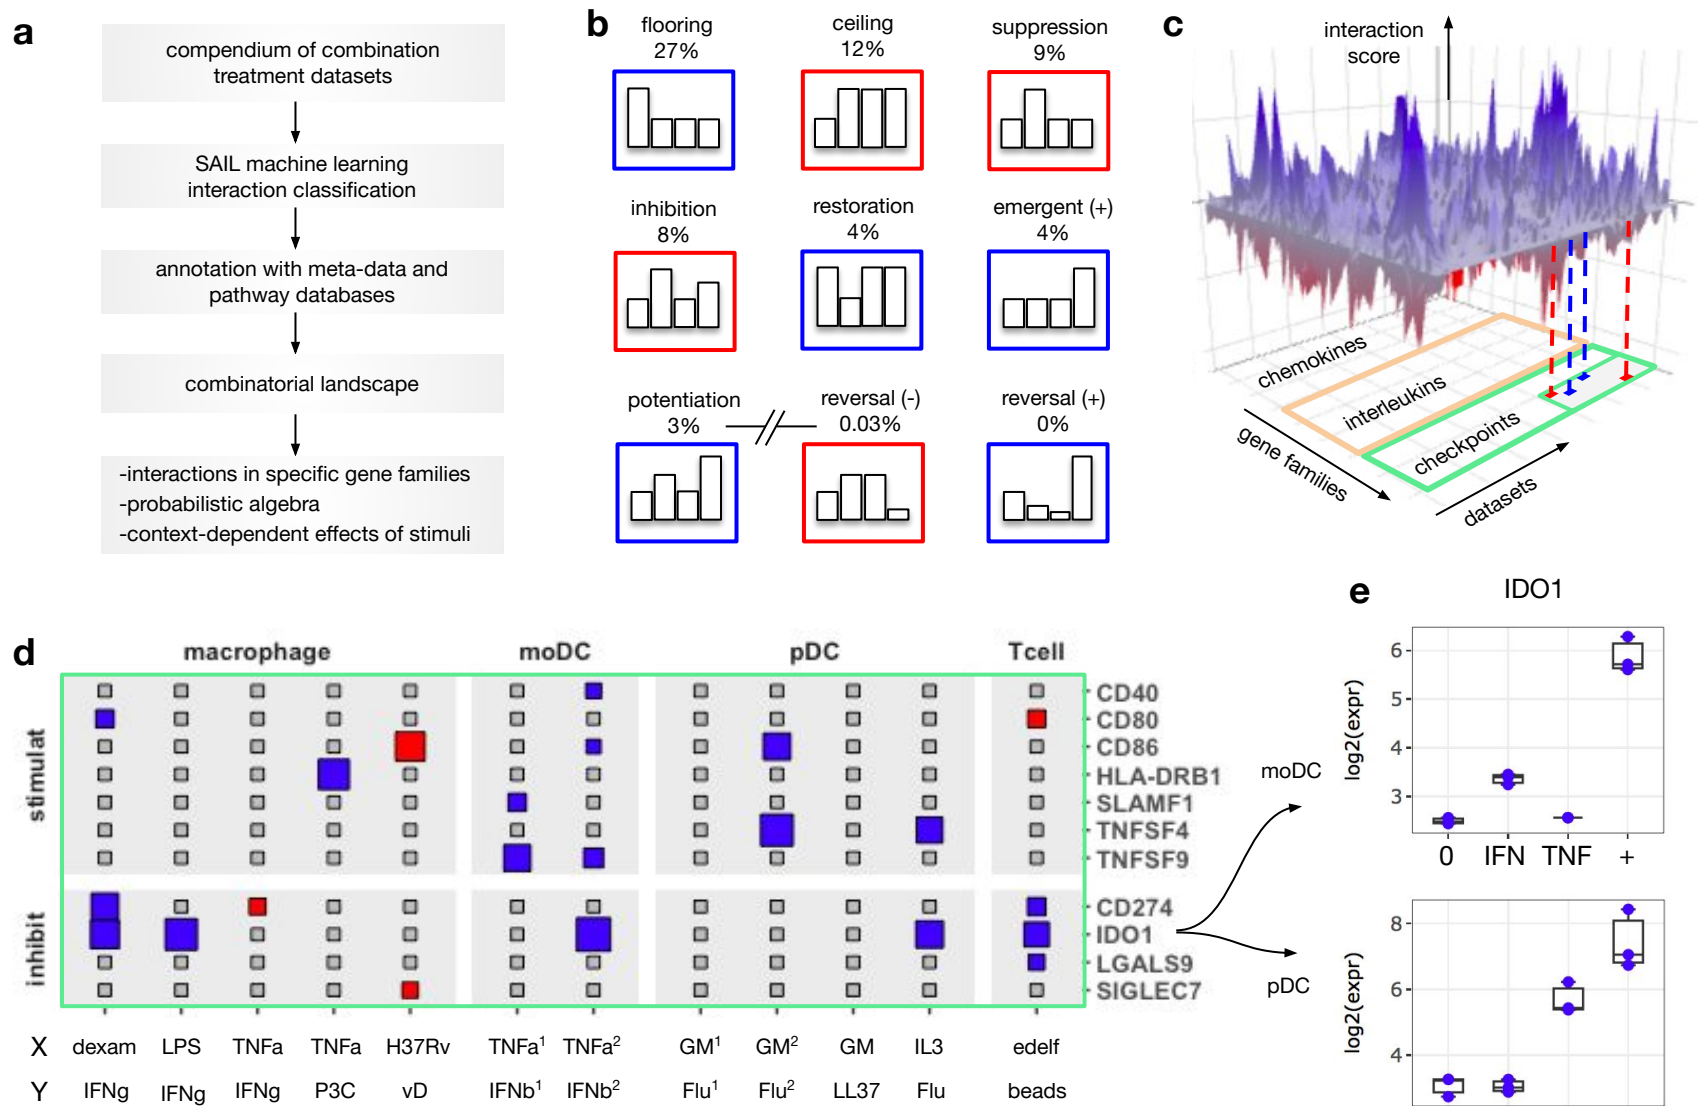 a
compendium of combination
treatment datasets
SAIL machine learning
interaction classification
annotation with meta-data and
pathway databases
combinatorial landscape
-interactions in specific gene families
-probabilistic algebra
-context-dependent effects of stimuli
b
flooring
27%
ceiling
12%
suppression
9%
inhibition
8%
restoration
4%
emergent (+)
4%
potentiation
3%
reversal (-)
0.03%
reversal (+)
0%
c
interaction
score
chemokines
interleukins
checkpoints
gene families
datasets
d
macrophage moDC pDC Tcell
stimulat
CD40
CD80
CD86
HLA-DRB1
SLAMF1
TNFSF4
TNFSF9
inhibit
CD274
IDO1
LGALS9
SIGLEC7
X dexam LPS TNFa TNFa H37Rv TNFa¹ TNFa² GM¹ GM² GM IL3 edelf
Y IFNg IFNg IFNg P3C vD IFNb¹ IFNb² Flu¹ Flu² LL37 Flu beads
moDC
pDC
e
IDO1
log2(expr)
6
5
4
3
0 IFN TNF +
log2(expr)
8
6
4